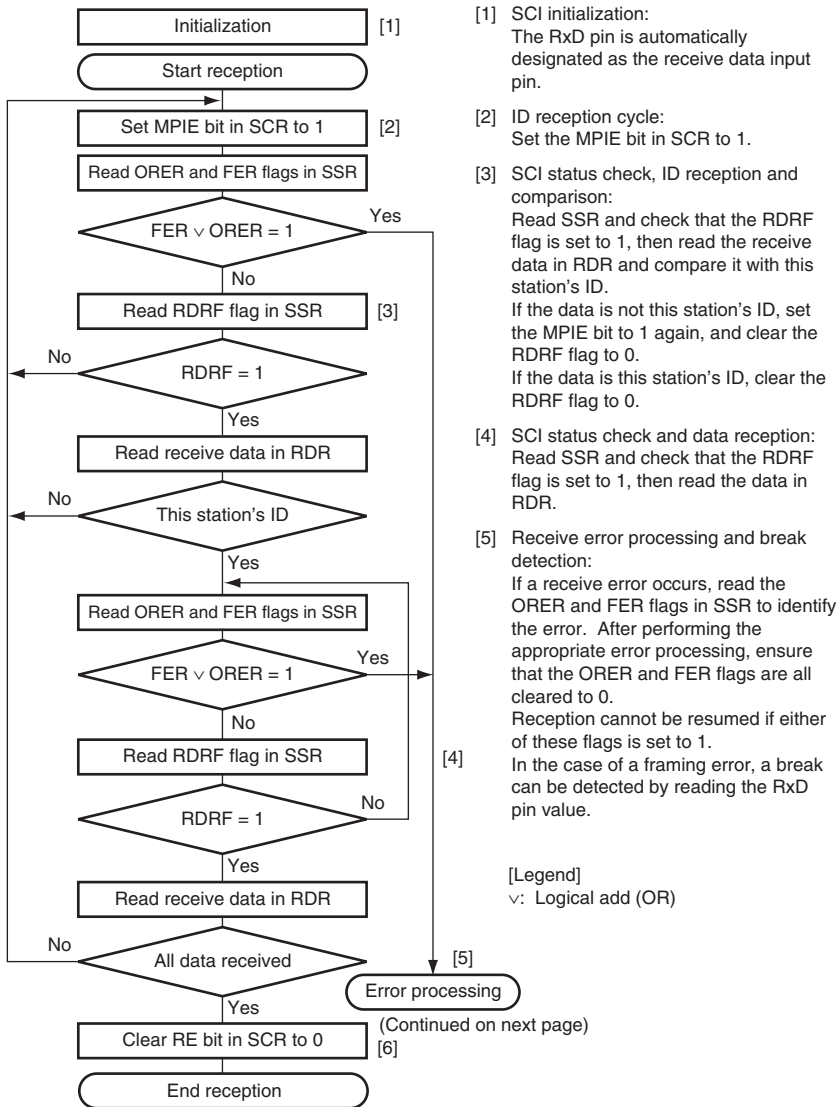 Initialization [1]
Start reception
Set MPIE bit in SCR to 1 [2]
Read ORER and FER flags in SSR
FER ∨ ORER = 1
Yes
No
Read RDRF flag in SSR [3]
No
RDRF = 1
Yes
Read receive data in RDR
No
This station's ID
Yes
Read ORER and FER flags in SSR
FER ∨ ORER = 1
Yes
No
Read RDRF flag in SSR
[4]
RDRF = 1
No
Yes
Read receive data in RDR
No
All data received
[5]
Error processing
Yes
(Continued on next page)
Clear RE bit in SCR to 0
[6]
End reception
[1] SCI initialization:
The RxD pin is automatically
designated as the receive data input
pin.
[2] ID reception cycle:
Set the MPIE bit in SCR to 1.
[3] SCI status check, ID reception and
comparison:
Read SSR and check that the RDRF
flag is set to 1, then read the receive
data in RDR and compare it with this
station's ID.
If the data is not this station's ID, set
the MPIE bit to 1 again, and clear the
RDRF flag to 0.
If the data is this station's ID, clear the
RDRF flag to 0.
[4] SCI status check and data reception:
Read SSR and check that the RDRF
flag is set to 1, then read the data in
RDR.
[5] Receive error processing and break
detection:
If a receive error occurs, read the
ORER and FER flags in SSR to identify
the error. After performing the
appropriate error processing, ensure
that the ORER and FER flags are all
cleared to 0.
Reception cannot be resumed if either
of these flags is set to 1.
In the case of a framing error, a break
can be detected by reading the RxD
pin value.
[Legend]
∨: Logical add (OR)